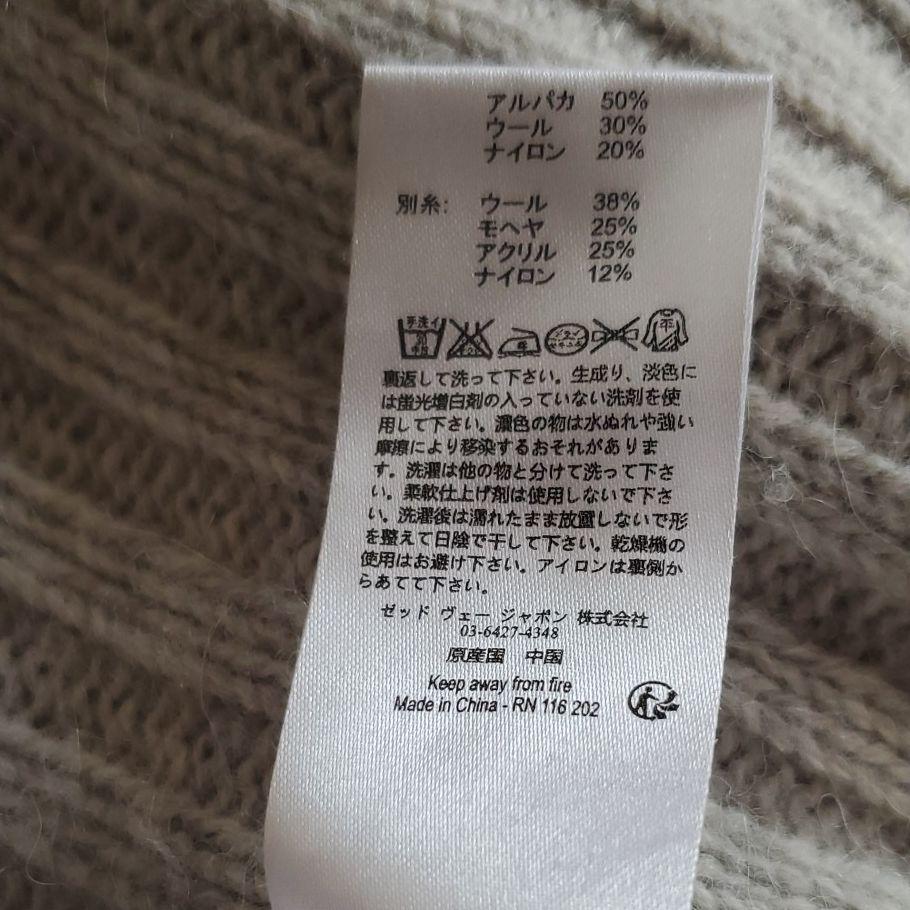 アルパカ 50%
ウール 30%
ナイロン 20%
別糸: ウール 38%
モヘヤ 25%
アクリル 25%
ナイロン 12%
手洗イ
30
中性
裏返して洗って下さい。生成り、淡色に
は蛍光増白剤の入っていない洗剤を使
用して下さい。濃色の物は水ぬれや強い
摩擦により移染するおそれがありま
す。洗濯は他の物と分けて洗って下さ
い。柔軟仕上げ剤は使用しないで下さ
い。洗濯後は濡れたまま放置しないで形
を整えて日陰で干して下さい。乾燥機の
使用はお避け下さい。アイロンは裏側か
らあてて下さい。
ゼッド ヴェー ジャポン 株式会社
03-6427-4348
原産国 中国
Keep away from fire
Made in China - RN 116 202